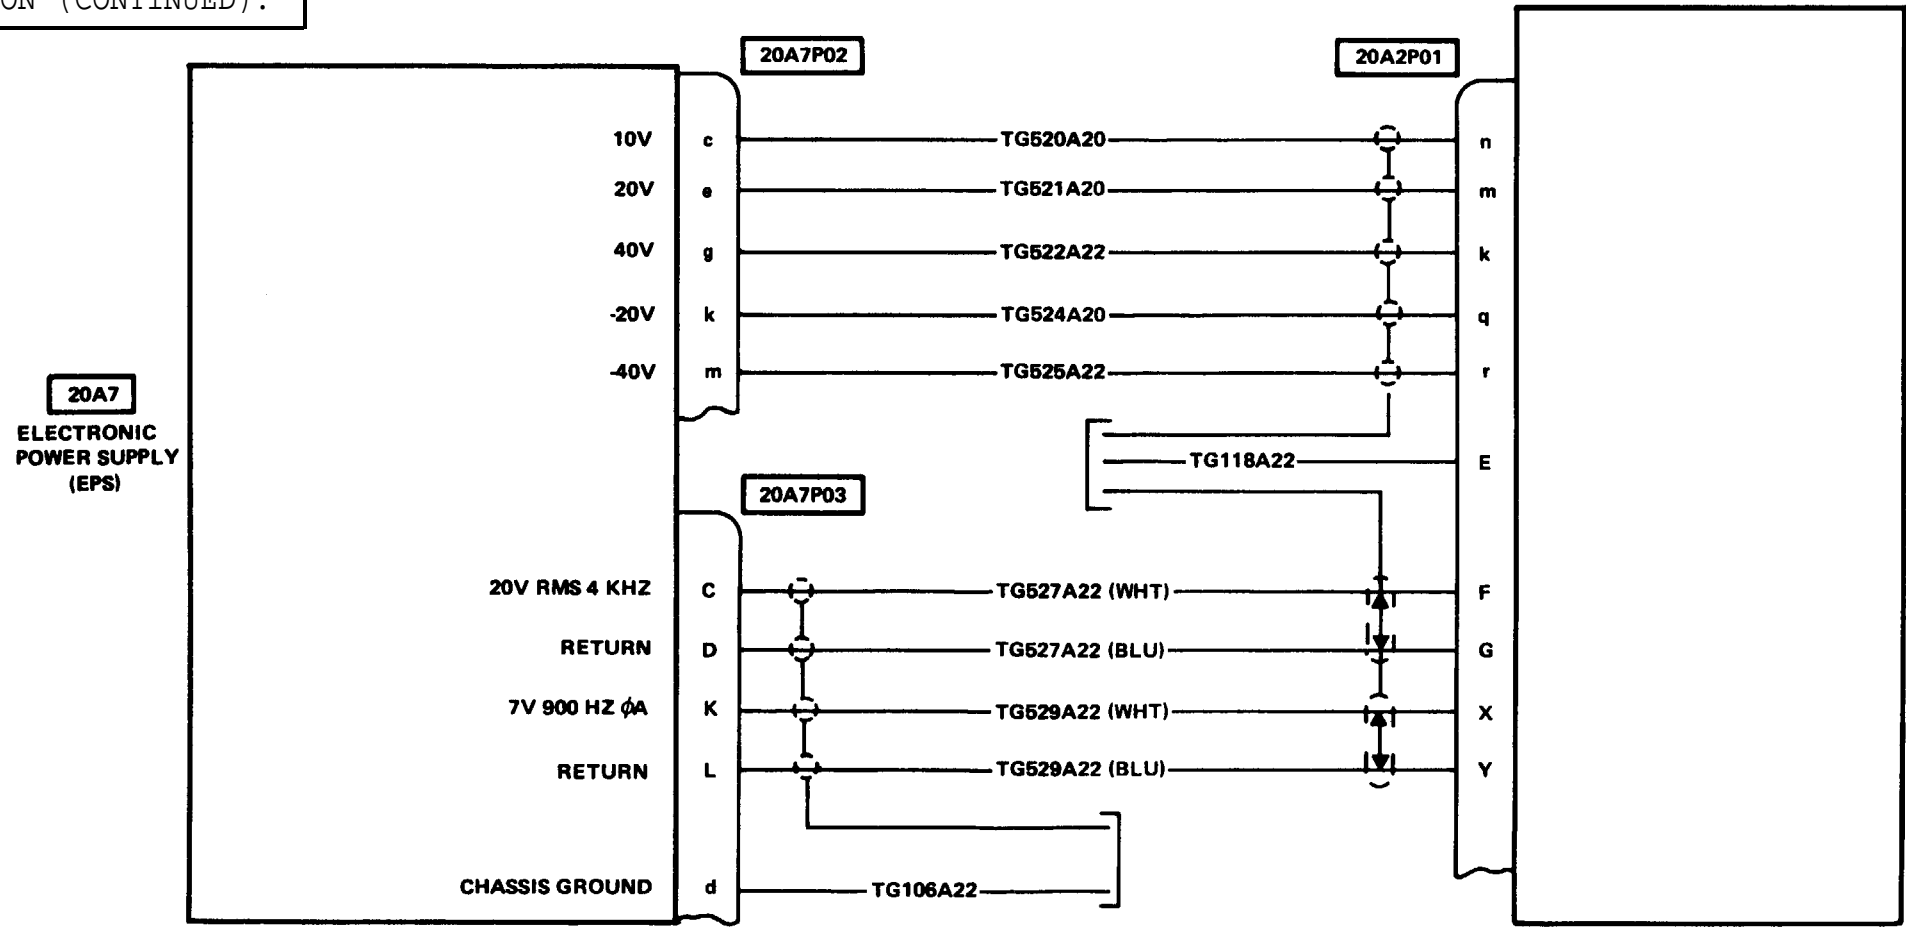 ON (CONTINUED).
20A7P02
20A2P01
10V c TG520A20 n
20V e TG521A20 m
40V g TG522A22 k
-20V k TG524A20 q
-40V m TG525A22 r
20A7
ELECTRONIC
POWER SUPPLY
(EPS)
TG118A22 E
20A7P03
20V RMS 4 KHZ C TG527A22 (WHT) F
RETURN D TG527A22 (BLU) G
7V 900 HZ ϕA K TG529A22 (WHT) X
RETURN L TG529A22 (BLU) Y
CHASSIS GROUND d TG106A22